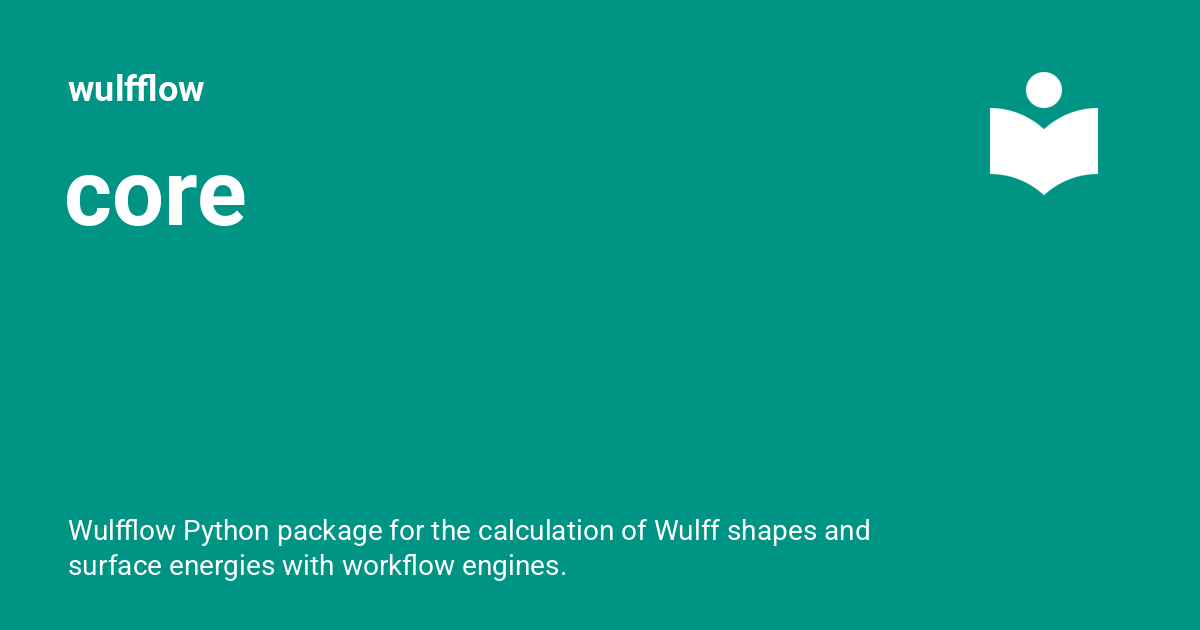 wulfflow
core
Wulfflow Python package for the calculation of Wulff shapes and
surface energies with workflow engines.